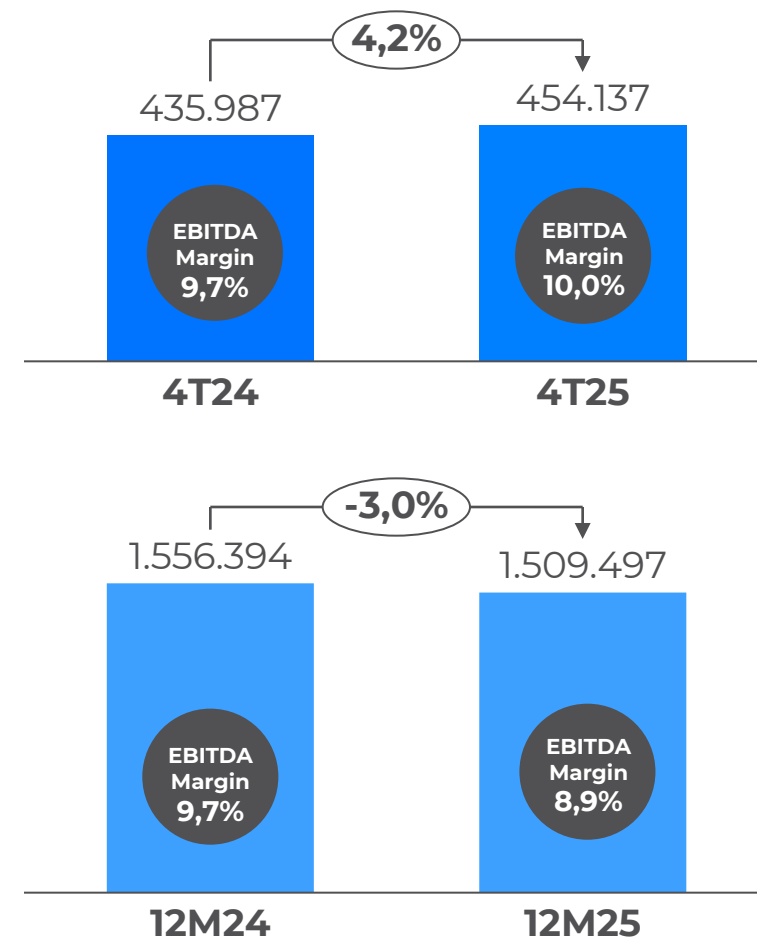 4,2%
435.987
454.137
EBITDA
Margin
9,7%
EBITDA
Margin
10,0%
4T24
4T25
-3,0%
1.556.394
1.509.497
EBITDA
Margin
9,7%
EBITDA
Margin
8,9%
12M24
12M25